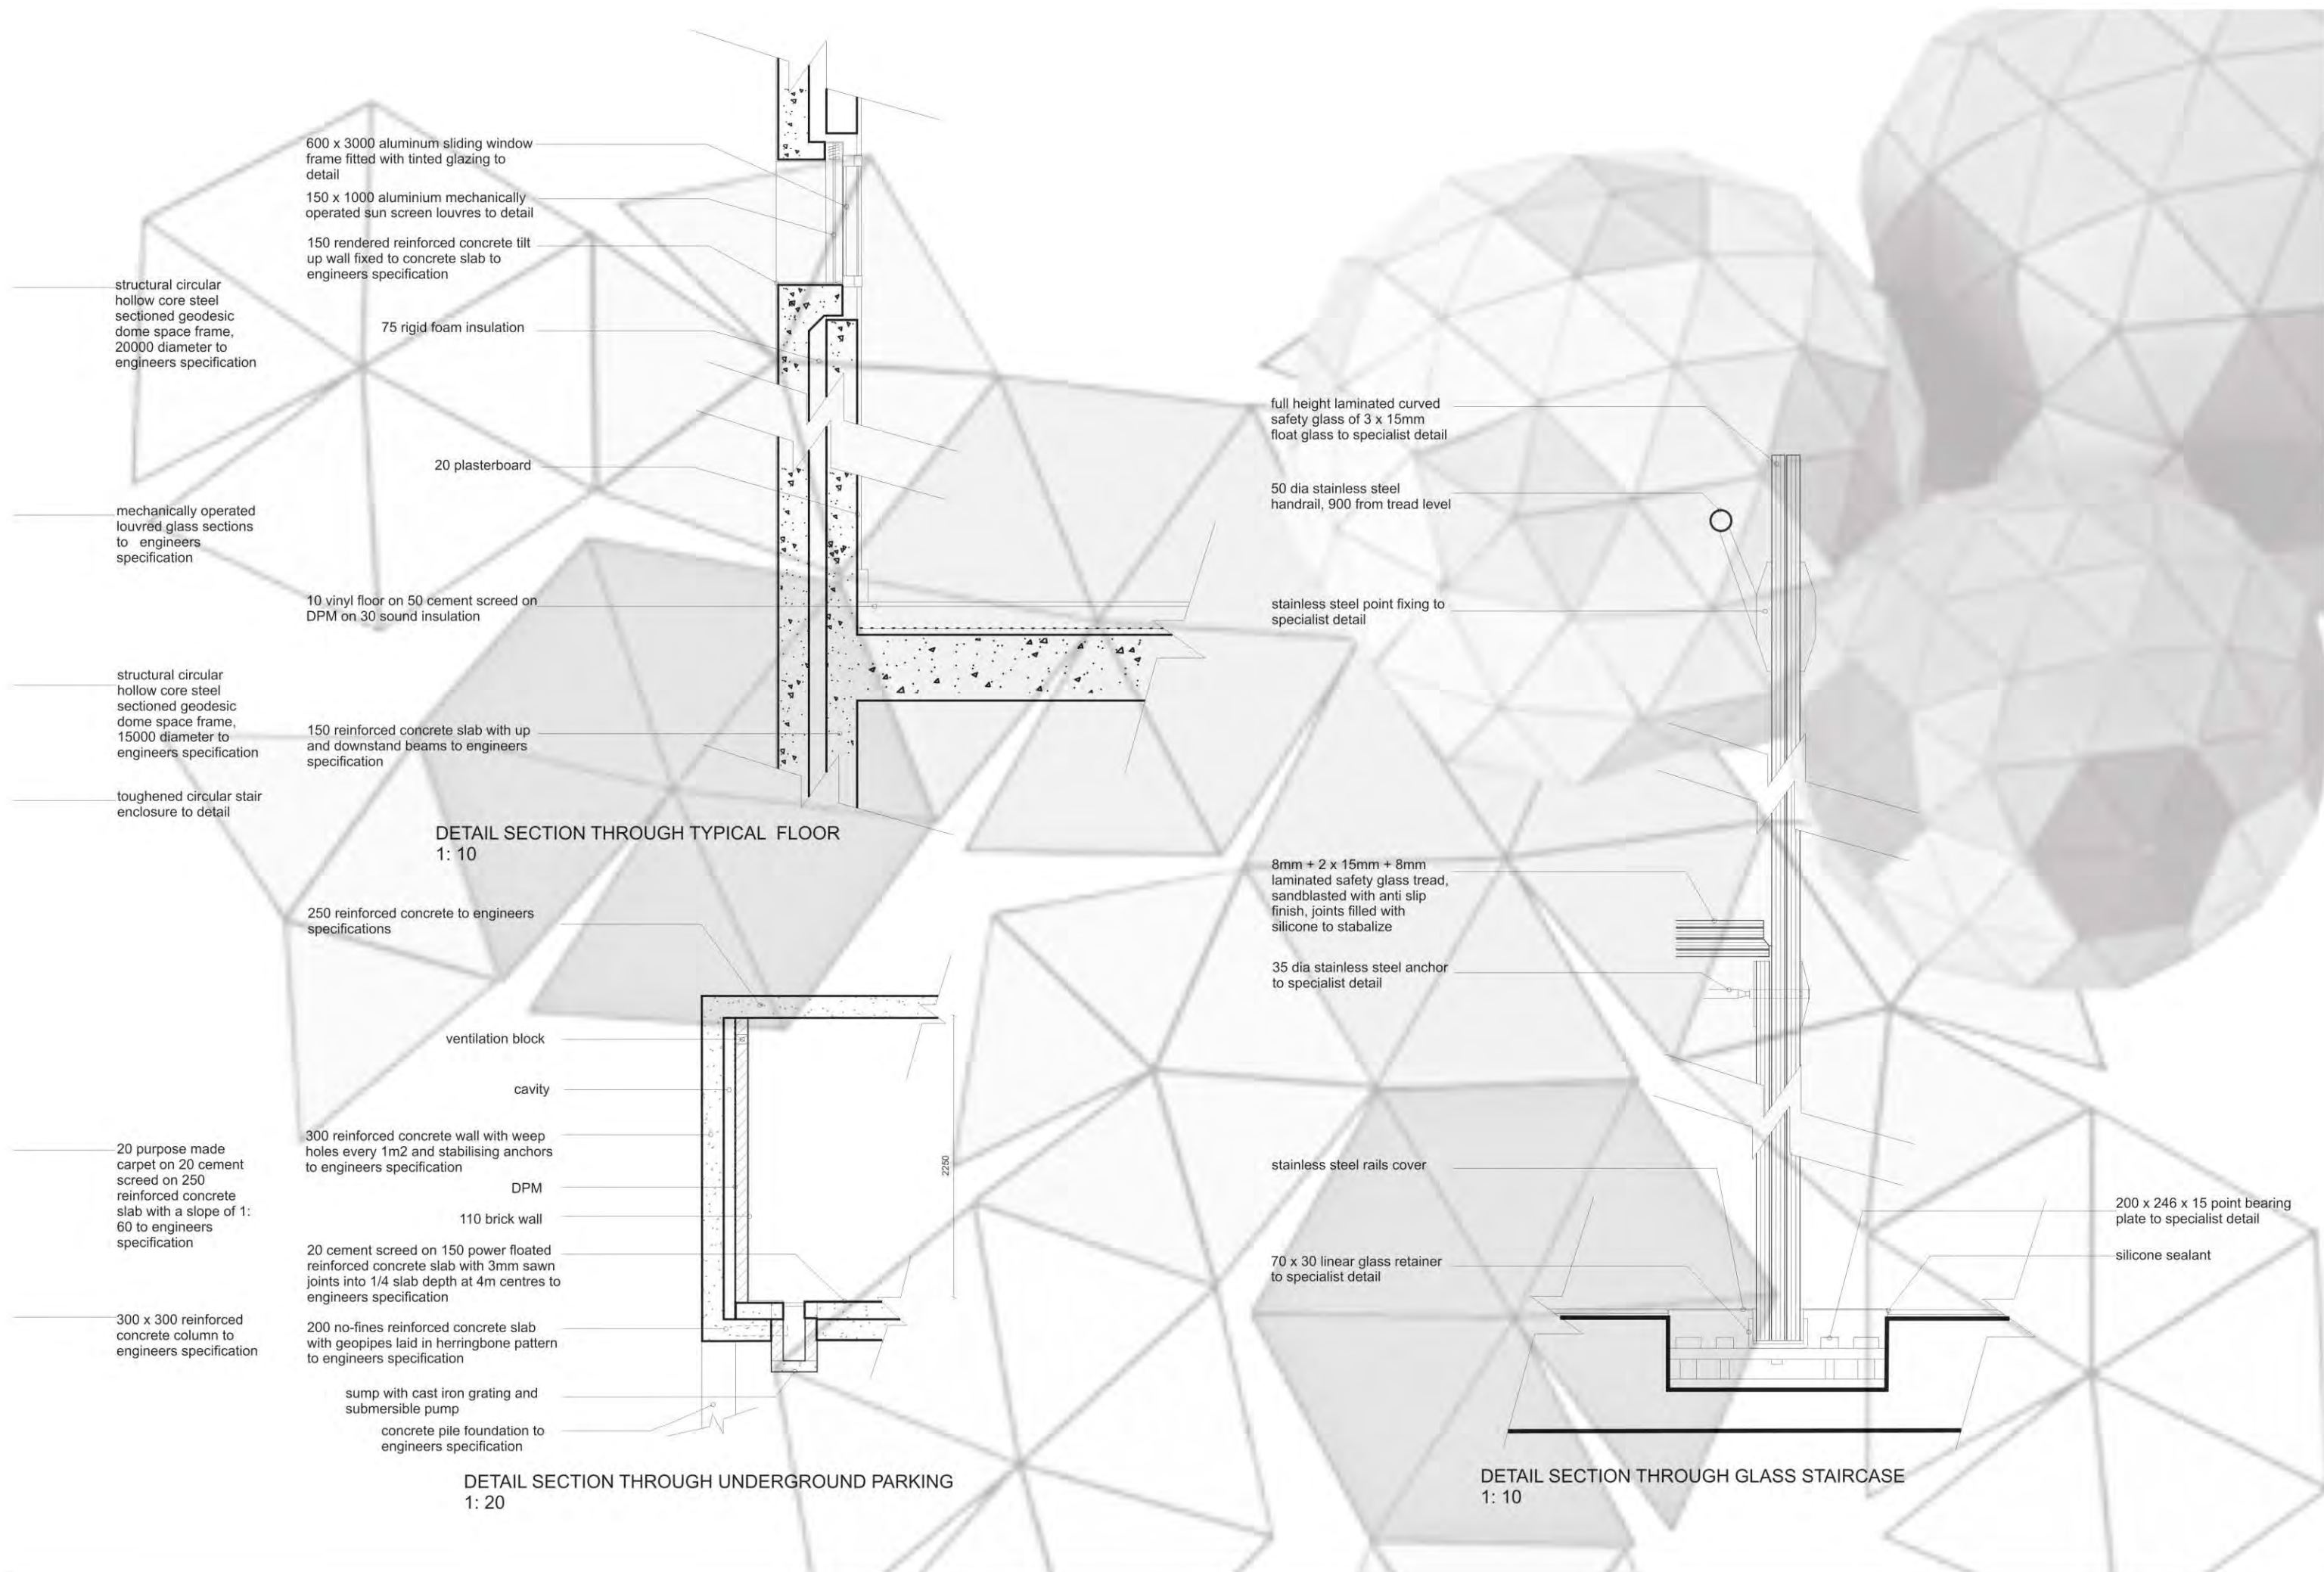 structural circular
hollow core steel
sectioned geodesic
dome space frame,
20000 diameter to
engineers specification
mechanically operated
louvred glass sections
to engineers
specification
structural circular
hollow core steel
sectioned geodesic
dome space frame,
15000 diameter to
engineers specification
toughened circular stair
enclosure to detail
20 purpose made
carpet on 20 cement
screed on 250
reinforced concrete
slab with a slope of 1:
60 to engineers
specification
300 x 300 reinforced
concrete column to
engineers specification
600 x 3000 aluminum sliding window
frame fitted with tinted glazing to
detail
150 x 1000 aluminium mechanically
operated sun screen louvres to detail
150 rendered reinforced concrete tilt
up wall fixed to concrete slab to
engineers specification
75 rigid foam insulation
20 plasterboard
10 vinyl floor on 50 cement screed on
DPM on 30 sound insulation
150 reinforced concrete slab with up
and downstand beams to engineers
specification
DETAIL SECTION THROUGH TYPICAL FLOOR
1: 10
250 reinforced concrete to engineers
specifications
ventilation block
cavity
300 reinforced concrete wall with weep
holes every 1m2 and stabilising anchors
to engineers specification
DPM
110 brick wall
20 cement screed on 150 power floated
reinforced concrete slab with 3mm sawn
joints into 1/4 slab depth at 4m centres to
engineers specification
200 no-fines reinforced concrete slab
with geopipes laid in herringbone pattern
to engineers specification
sump with cast iron grating and
submersible pump
concrete pile foundation to
engineers specification
2250
DETAIL SECTION THROUGH UNDERGROUND PARKING
1: 20
full height laminated curved
safety glass of 3 x 15mm
float glass to specialist detail
50 dia stainless steel
handrail, 900 from tread level
stainless steel point fixing to
specialist detail
8mm + 2 x 15mm + 8mm
laminated safety glass tread,
sandblasted with anti slip
finish, joints filled with
silicone to stabalize
35 dia stainless steel anchor
to specialist detail
stainless steel rails cover
70 x 30 linear glass retainer
to specialist detail
200 x 246 x 15 point bearing
plate to specialist detail
silicone sealant
DETAIL SECTION THROUGH GLASS STAIRCASE
1: 10